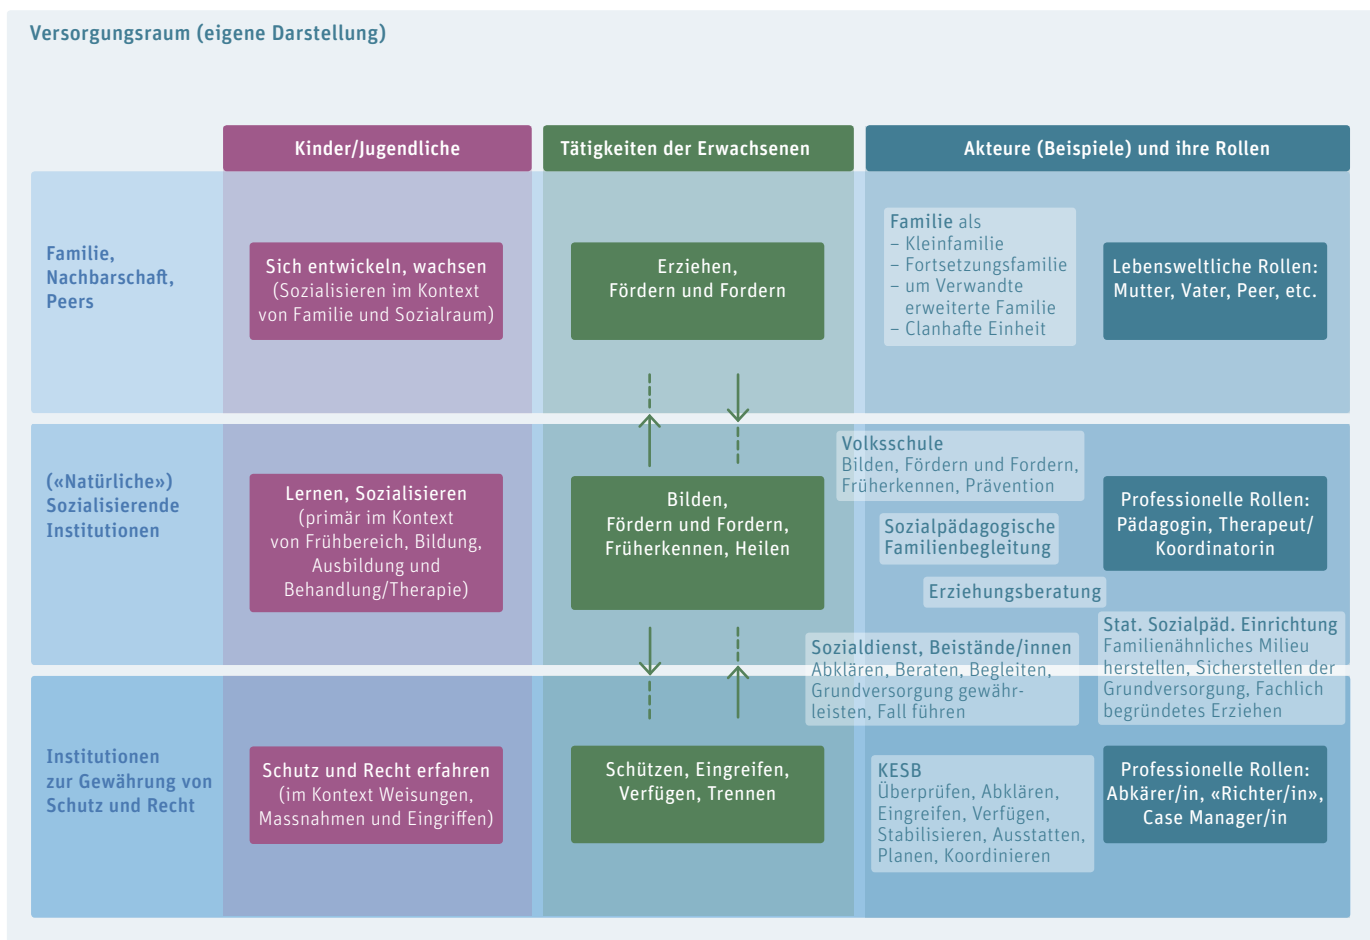 Versorgungsraum (eigene Darstellung)
Kinder/Jugendliche
Tätigkeiten der Erwachsenen
Akteure (Beispiele) und ihre Rollen
Familie,
Nachbarschaft,
Peers
Sich entwickeln, wachsen
(Sozialisieren im Kontext
von Familie und Sozialraum)
Erziehen,
Fördern und Fordern
Familie als
– Kleinfamilie
– Fortsetzungsfamilie
– um Verwandte
erweiterte Familie
– Clanhafte Einheit
Lebensweltliche Rollen:
Mutter, Vater, Peer, etc.
(«Natürliche»)
Sozialisierende
Institutionen
Lernen, Sozialisieren
(primär im Kontext
von Frühbereich, Bildung,
Ausbildung und
Behandlung/Therapie)
Bilden,
Fördern und Fordern,
Früherkennen, Heilen
Volksschule
Bilden, Fördern und Fordern,
Früherkennen, Prävention
Sozialpädagogische
Familienbegleitung
Erziehungsberatung
Professionelle Rollen:
Pädagogin, Therapeut/
Koordinatorin
Sozialdienst, Beistände/innen
Abklären, Beraten, Begleiten,
Grundversorgung gewähr-
leisten, Fall führen
Stat. Sozialpäd. Einrichtung
Familienähnliches Milieu
herstellen, Sicherstellen der
Grundversorgung, Fachlich
begründetes Erziehen
Institutionen
zur Gewährung von
Schutz und Recht
Schutz und Recht erfahren
(im Kontext Weisungen,
Massnahmen und Eingriffen)
Schützen, Eingreifen,
Verfügen, Trennen
KESB
Überprüfen, Abklären,
Eingreifen, Verfügen,
Stabilisieren, Ausstatten,
Planen, Koordinieren
Professionelle Rollen:
Abkärer/in, «Richter/in»,
Case Manager/in